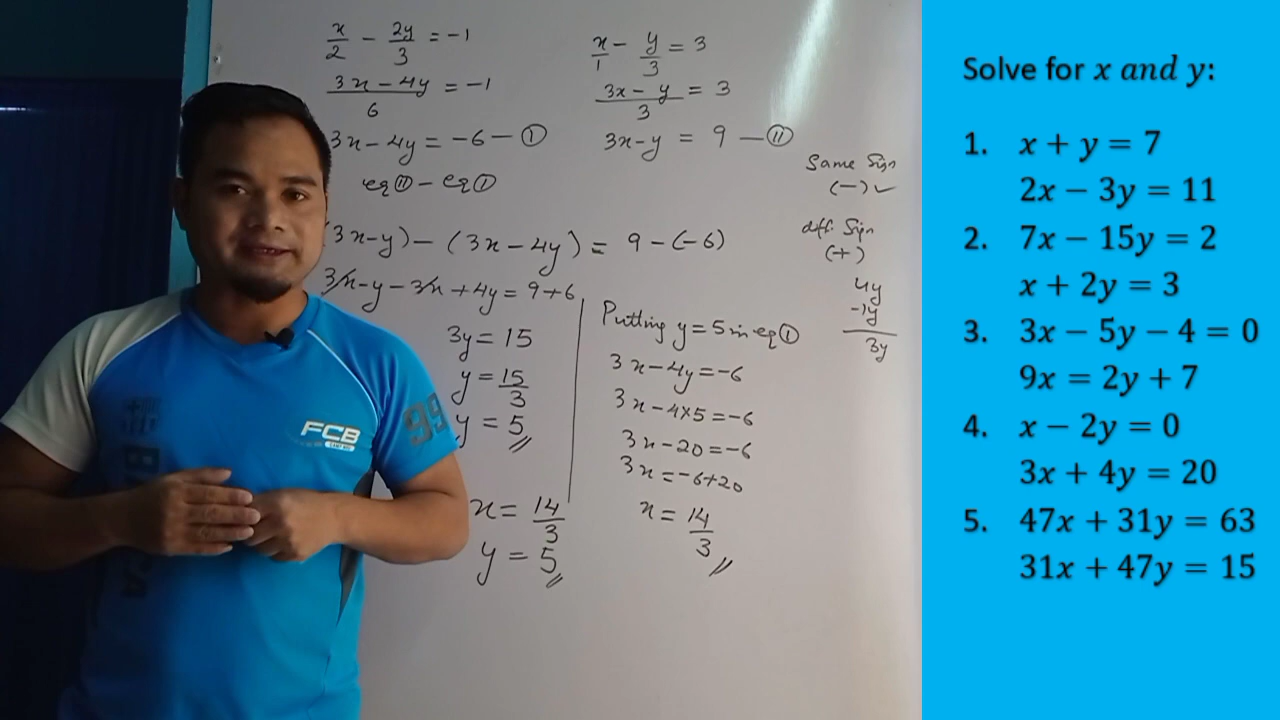 x/2 - 2y/3 = -1
3x - 4y/6 = -1
3x - 4y = -6 — ①
eq ⑪ - eq ①
x/1 - y/3 = 3
3x - y/3 = 3
3x - y = 9 — ⑪
Same Sign
(-) ✓
diff. Sign
(+)
4y
-1y
3y
3x-y) - (3x - 4y) = 9 - (-6)
3x - y - 3x + 4y = 9+6
3y = 15
y = 15/3
y = 5
x = 14/3
y = 5
Putting y = 5 in eq ①
3x - 4y = -6
3x - 4×5 = -6
3x - 20 = -6
3x = -6+20
x = 14/3
FCB
99
Solve for x and y:
1. x + y = 7
2x − 3y = 11
2. 7x − 15y = 2
x + 2y = 3
3. 3x − 5y − 4 = 0
9x = 2y + 7
4. x − 2y = 0
3x + 4y = 20
5. 47x + 31y = 63
31x + 47y = 15